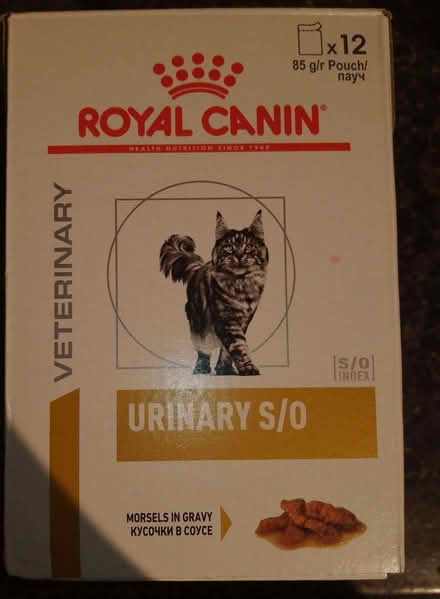 x12
85 g/r Pouch/
пауч
ROYAL CANIN®
HEALTH NUTRITION SINCE 1968
VETERINARY
S/O
INDEX
URINARY S/O
MORSELS IN GRAVY
КУСОЧКИ В СОУСЕ